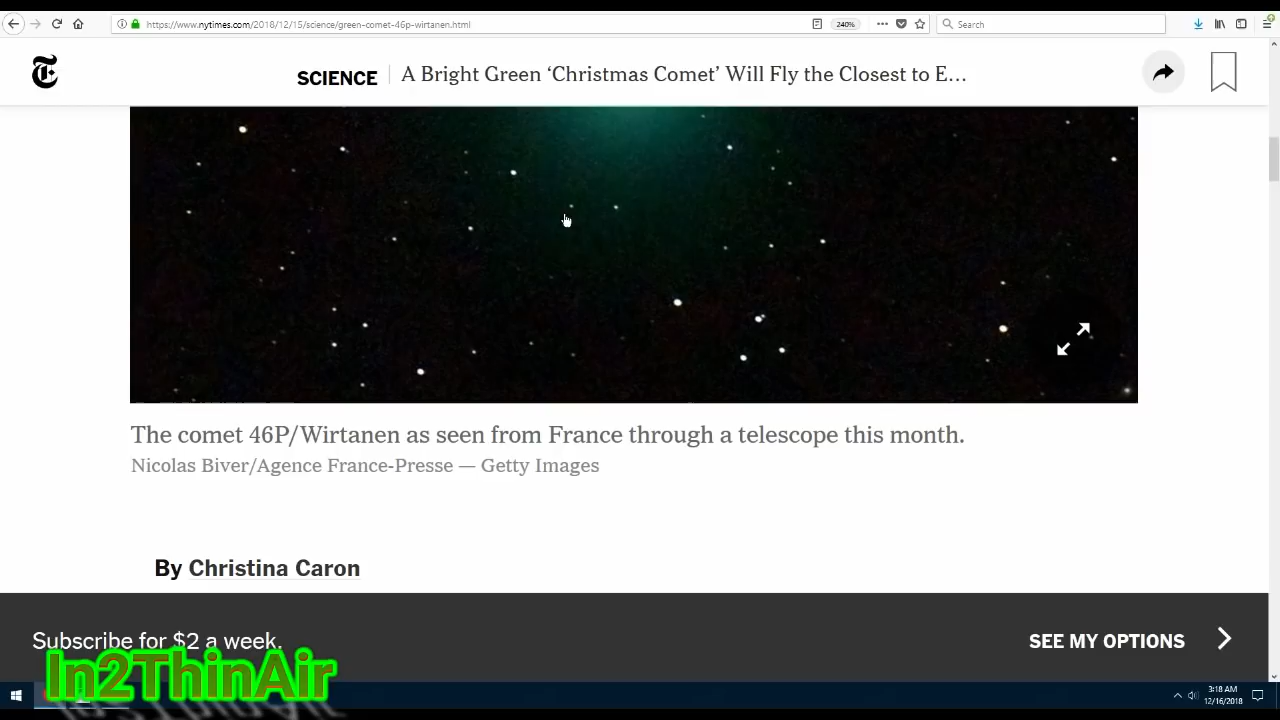 https://www.nytimes.com/2018/12/15/science/green-comet-46p-wirtanen.html
240%
Search
SCIENCE
A Bright Green ‘Christmas Comet’ Will Fly the Closest to E…
The comet 46P/Wirtanen as seen from France through a telescope this month.
Nicolas Biver/Agence France-Presse — Getty Images
By Christina Caron
Subscribe for $2 a week.
SEE MY OPTIONS
In2ThinAir
3:18 AM
12/16/2018